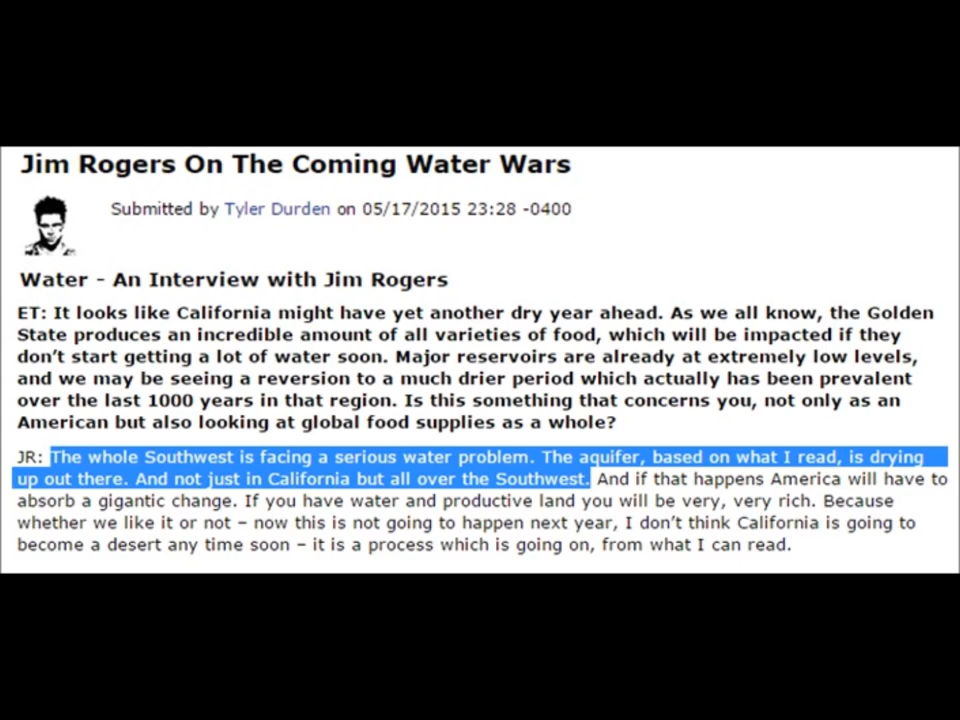 Jim Rogers On The Coming Water Wars
Submitted by Tyler Durden on 05/17/2015 23:28 -0400
Water - An Interview with Jim Rogers
ET: It looks like California might have yet another dry year ahead. As we all know, the Golden
State produces an incredible amount of all varieties of food, which will be impacted if they
don't start getting a lot of water soon. Major reservoirs are already at extremely low levels,
and we may be seeing a reversion to a much drier period which actually has been prevalent
over the last 1000 years in that region. Is this something that concerns you, not only as an
American but also looking at global food supplies as a whole?
JR: The whole Southwest is facing a serious water problem. The aquifer, based on what I read, is drying
up out there. And not just in California but all over the Southwest. And if that happens America will have to
absorb a gigantic change. If you have water and productive land you will be very, very rich. Because
whether we like it or not – now this is not going to happen next year, I don't think California is going to
become a desert any time soon – it is a process which is going on, from what I can read.